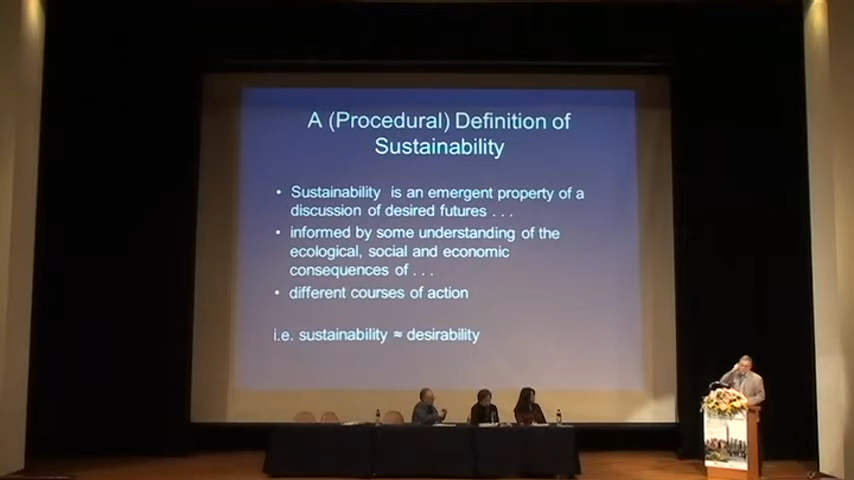 A (Procedural) Definition of
Sustainability
• Sustainability is an emergent property of a
discussion of desired futures . . .
• informed by some understanding of the
ecological, social and economic
consequences of . . .
• different courses of action
i.e. sustainability ≈ desirability